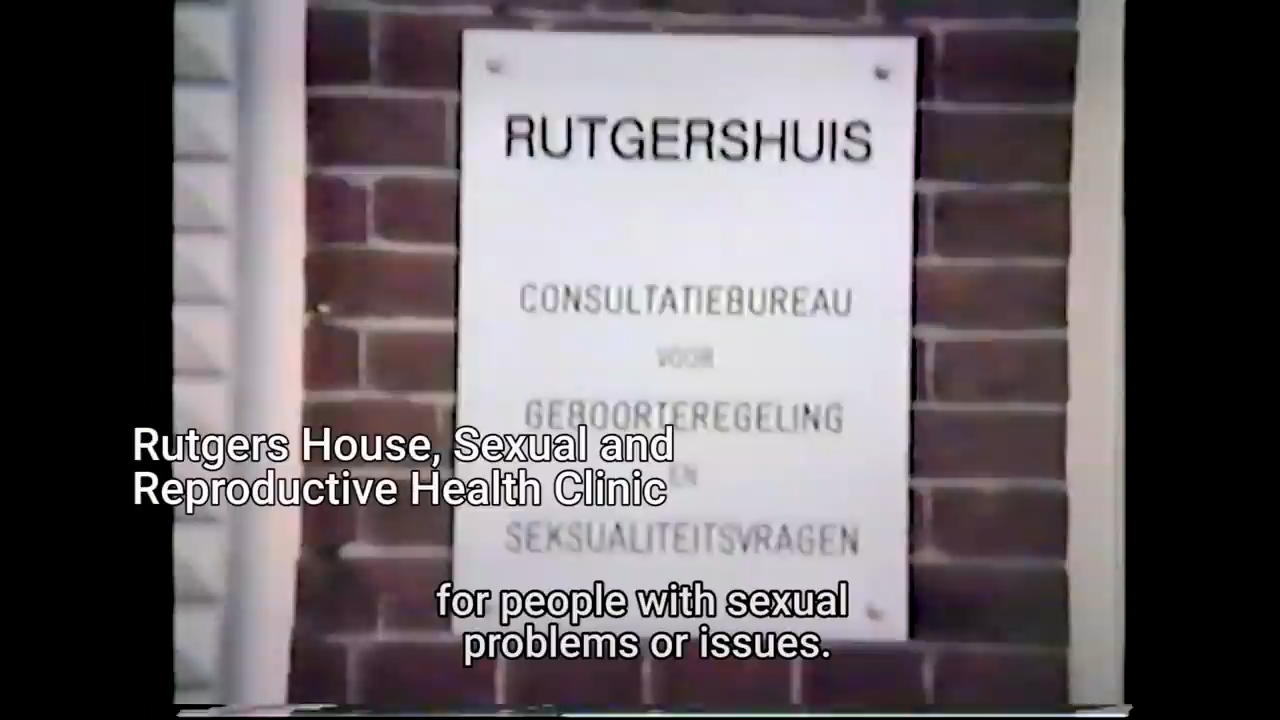 RUTGERSHUIS
CONSULTATIEBUREAU
VOOR
GEBOORTEREGELING
Rutgers House, Sexual and
Reproductive Health Clinic
EN
SEKSUALITEITSVRAGEN
for people with sexual
problems or issues.